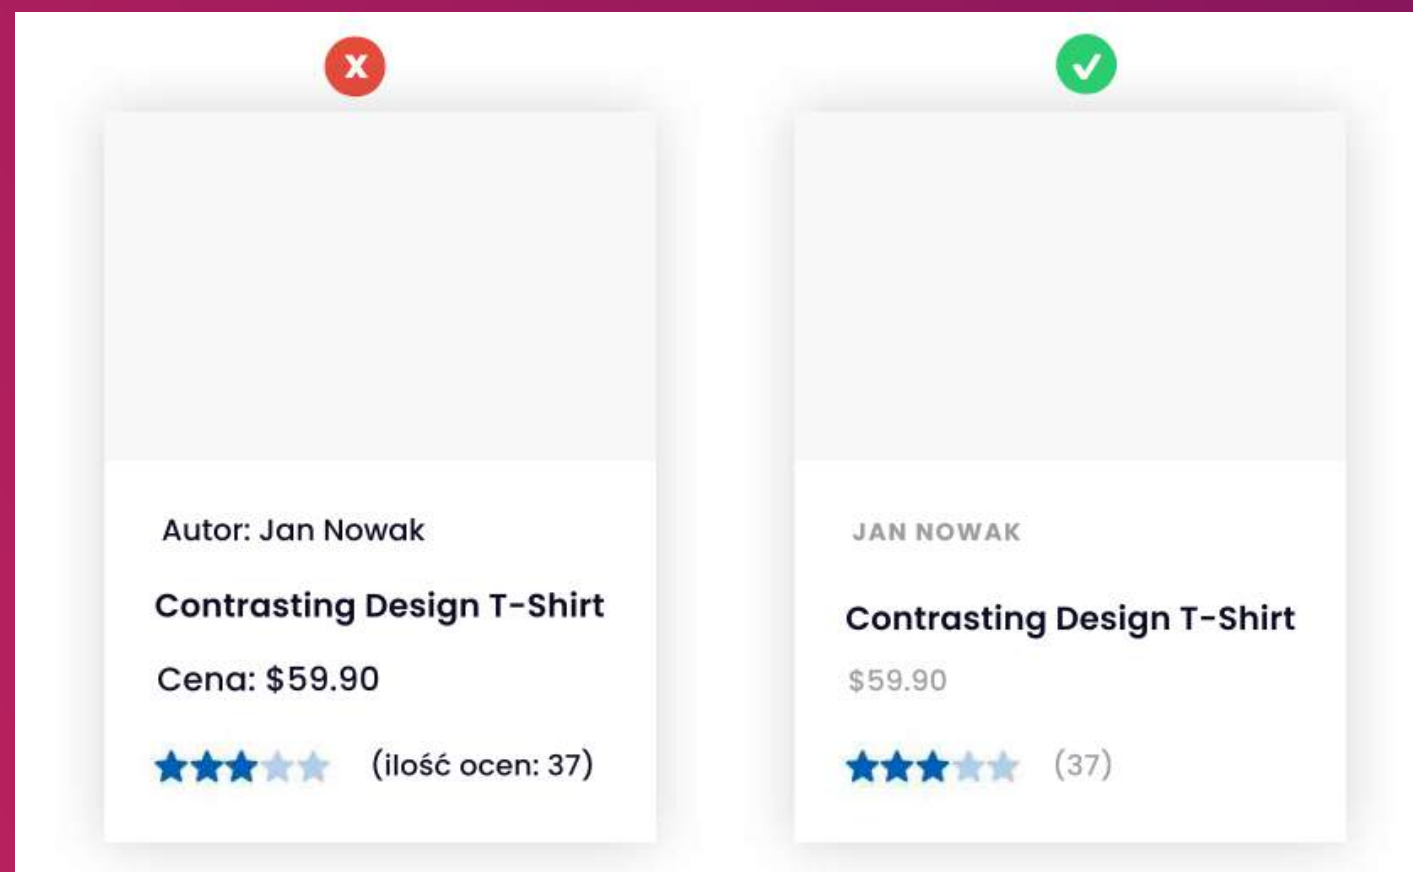 X
Autor: Jan Nowak
Contrasting Design T-Shirt
Cena: $59.90
(ilość ocen: 37)
JAN NOWAK
Contrasting Design T-Shirt
$59.90
(37)